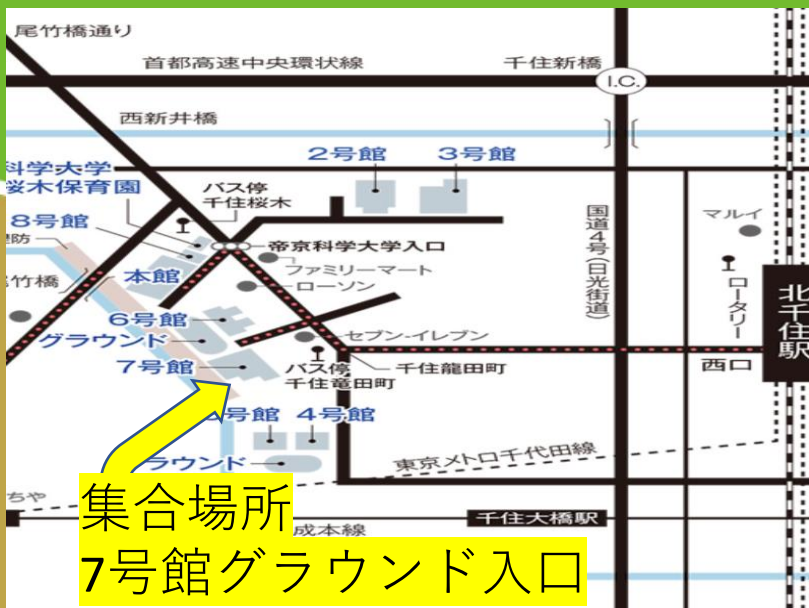 尾竹橋通り
首都高速中央環状線
千住新橋
I.C.
西新井橋
2号館
3号館
科学大学
桜木保育園
バス停
千住桜木
8号館
帝京科学大学入口
ファミリーマート
ローソン
竹橋
本館
6号館
グラウンド
7号館
セブン-イレブン
バス停
千住竜田町
千住龍田町
国道4号(日光街道)
マルイ
ロータリー
北千住駅
西口
号館
4号館
ラウンド
東京メトロ千代田線
ちや
成本線
千住大橋駅
集合場所
7号館グラウンド入口